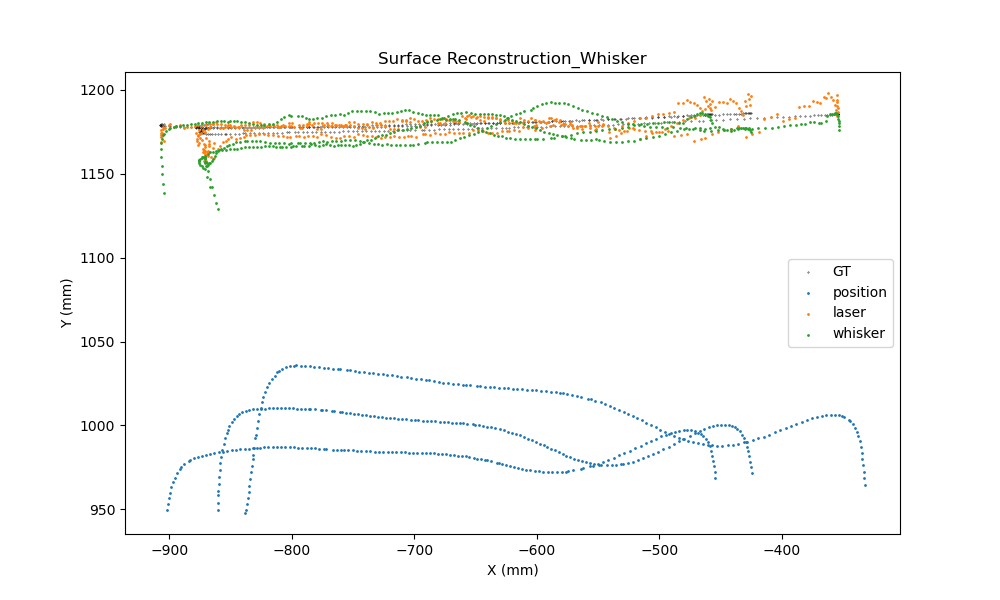 Surface Reconstruction_Whisker
1200
1150
1100
1050
1000
950
Y (mm)
GT
position
laser
whisker
−900
−800
−700
−600
−500
−400
X (mm)